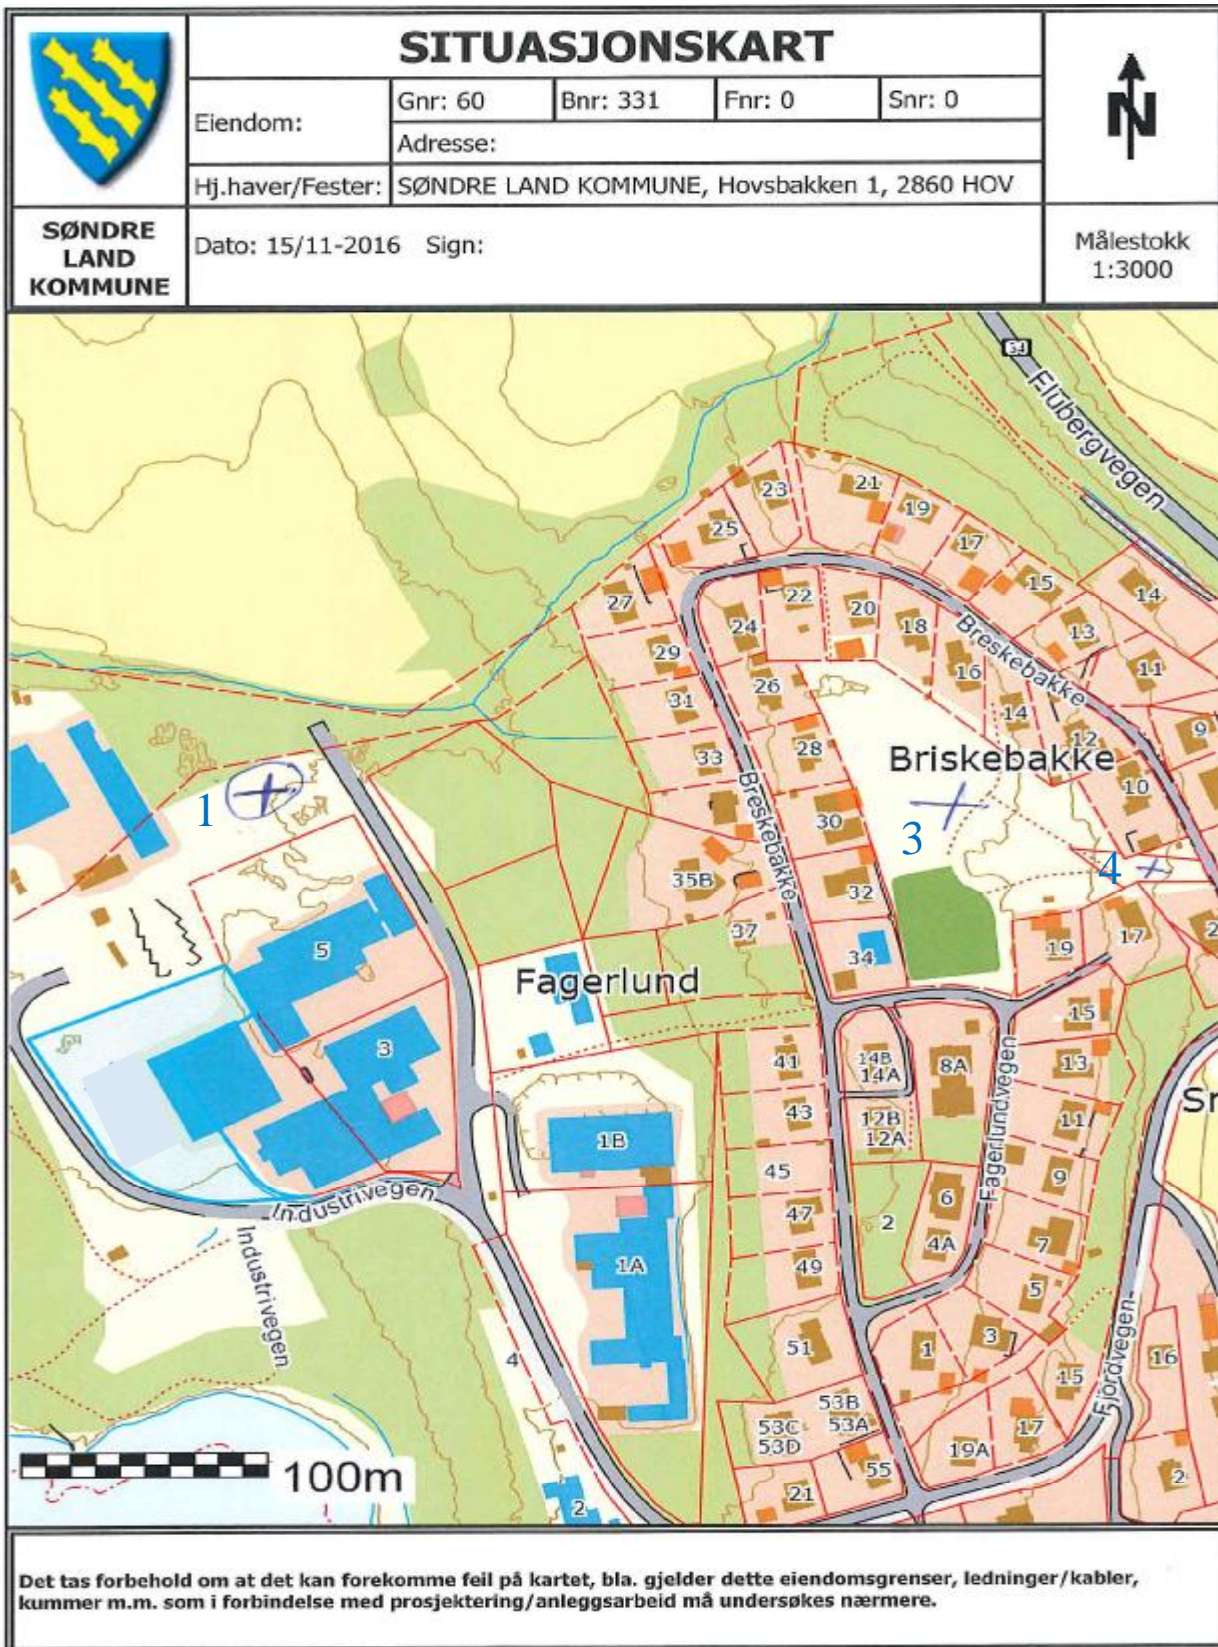 SITUASJONSKART
Eiendom:
Gnr: 60
Bnr: 331
Fnr: 0
Snr: 0
Adresse:
Hj.haver/Fester:
SØNDRE LAND KOMMUNE, Hovsbakken 1, 2860 HOV
N
SØNDRE
LAND
KOMMUNE
Dato: 15/11-2016 Sign:
Målestokk
1:3000
34
Flubergvegen
23
21
19
25
17
15
14
27
22
20
24
18
13
Breskebakke
29
16
11
26
31
14
9
12
28
33
Briskebakke
10
1
Breskebakke
30
3
4
35B
32
37
17
2
19
5
34
Fagerlund
15
3
41
14B
14A
8A
13
43
12B
12A
11
1B
Fagerlundvegen
45
9
Sr
Industrivegen
6
47
2
4A
7
Industrivegen
1A
49
5
3
51
1
4
15
16
Fjordvegen
53B
53C
53A
53D
17
19A
100m
55
21
2
2
Det tas forbehold om at det kan forekomme feil på kartet, bla. gjelder dette eiendomsgrenser, ledninger/kabler,
kummer m.m. som i forbindelse med prosjektering/anleggsarbeid må undersøkes nærmere.